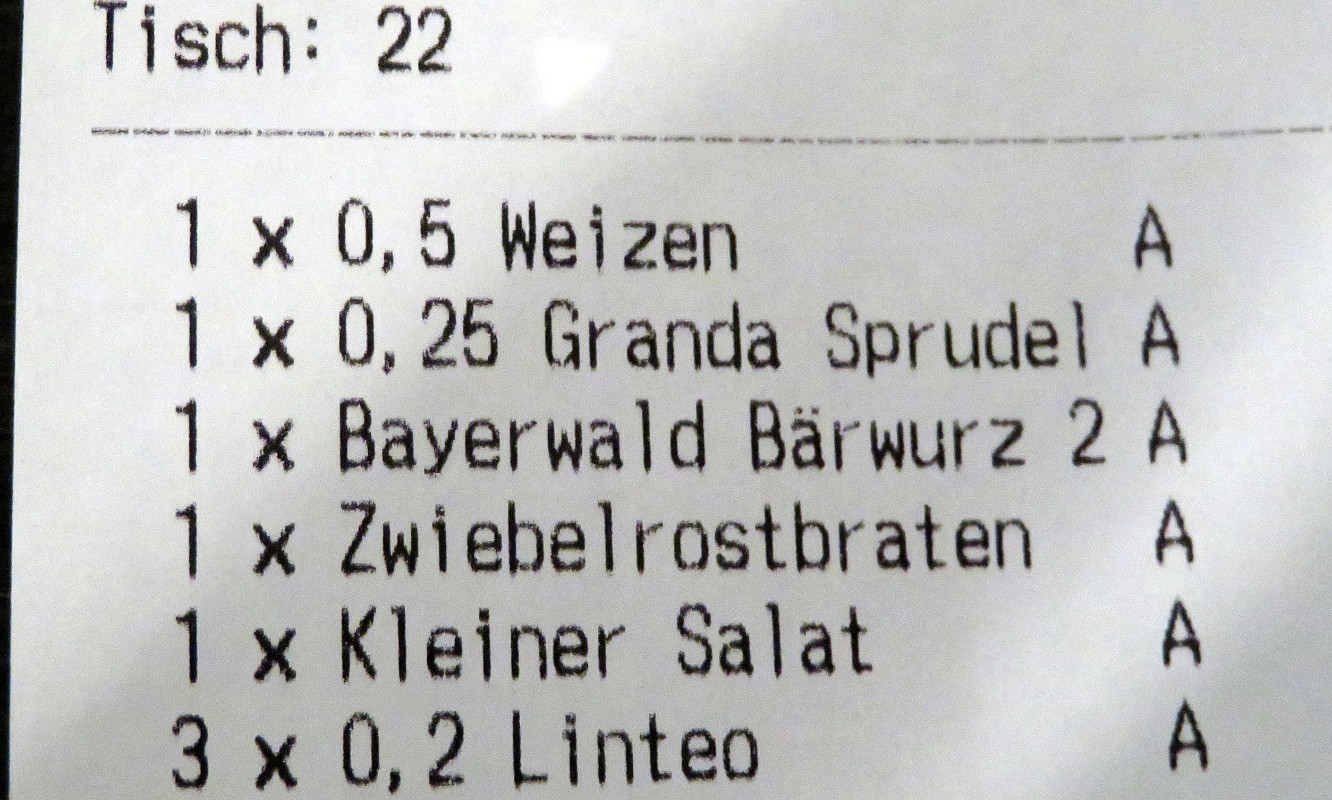 Tisch: 22
1 x 0,5 Weizen A
1 x 0,25 Granda Sprudel A
1 x Bayerwald Bärwurz 2 A
1 x Zwiebelrostbraten A
1 x Kleiner Salat A
3 x 0,2 Linteo A